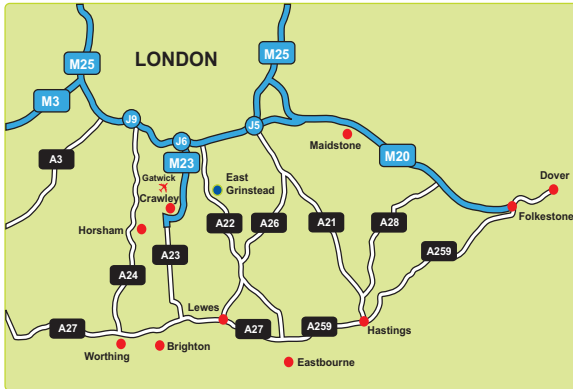 M25
LONDON
M25
M3
J9
J6
J5
M23
Maidstone
A3
Gatwick
Crawley
East
Grinstead
M20
Dover
Folkestone
Horsham
A22
A26
A21
A28
A23
A259
A24
Lewes
A27
A27
A259
Hastings
Worthing
Brighton
Eastbourne